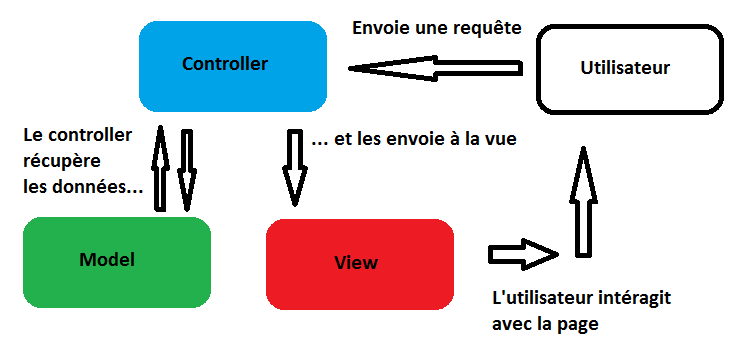 Envoie une requête
Controller
Utilisateur
Le controller
récupère
les données...
... et les envoie à la vue
Model
View
L'utilisateur intéragit
avec la page